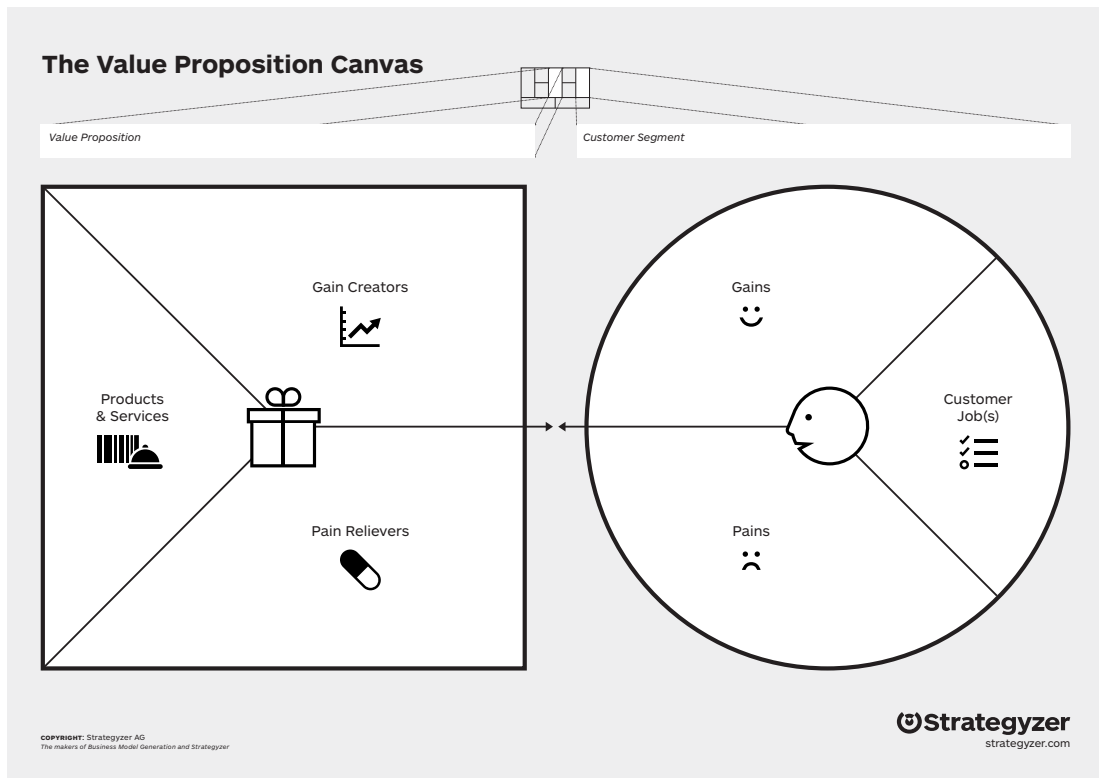 The Value Proposition Canvas
Value Proposition
Customer Segment
Gain Creators
Gains
Products
& Services
Customer
Job(s)
Pain Relievers
Pains
COPYRIGHT: Strategyzer AG
The makers of Business Model Generation and Strategyzer
Strategyzer
strategyzer.com